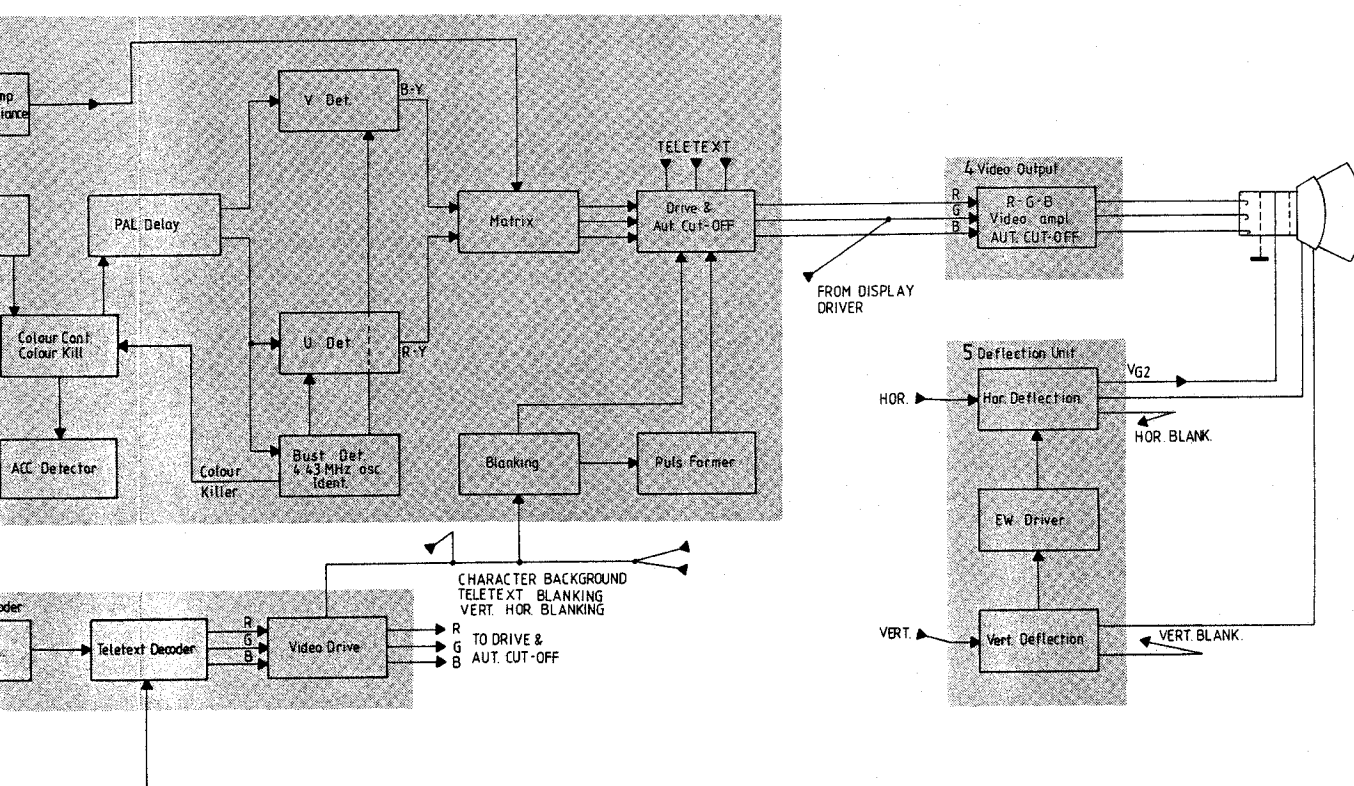 V Det.
B-Y
TELETEXT
PAL Delay
Matrix
Drive &
Aut. Cut-OFF
4 Video Output
R
G
B
R-G-B
Video ampl.
AUT. CUT-OFF
FROM DISPLAY
DRIVER
Colour Cont.
Colour Kill
U Det
R-Y
5 Deflection Unit
VG2
HOR.
Hor. Deflection
HOR. BLANK.
ACC Detector
Colour
Killer
Bust Det.
4.43 MHz osc
Ident.
Blanking
Puls Former
EW Driver
CHARACTER BACKGROUND
TELETEXT BLANKING
VERT. HOR. BLANKING
Teletext Decoder
R
G
B
Video Drive
R
G
B
TO DRIVE &
AUT. CUT-OFF
VERT.
Vert. Deflection
VERT. BLANK.